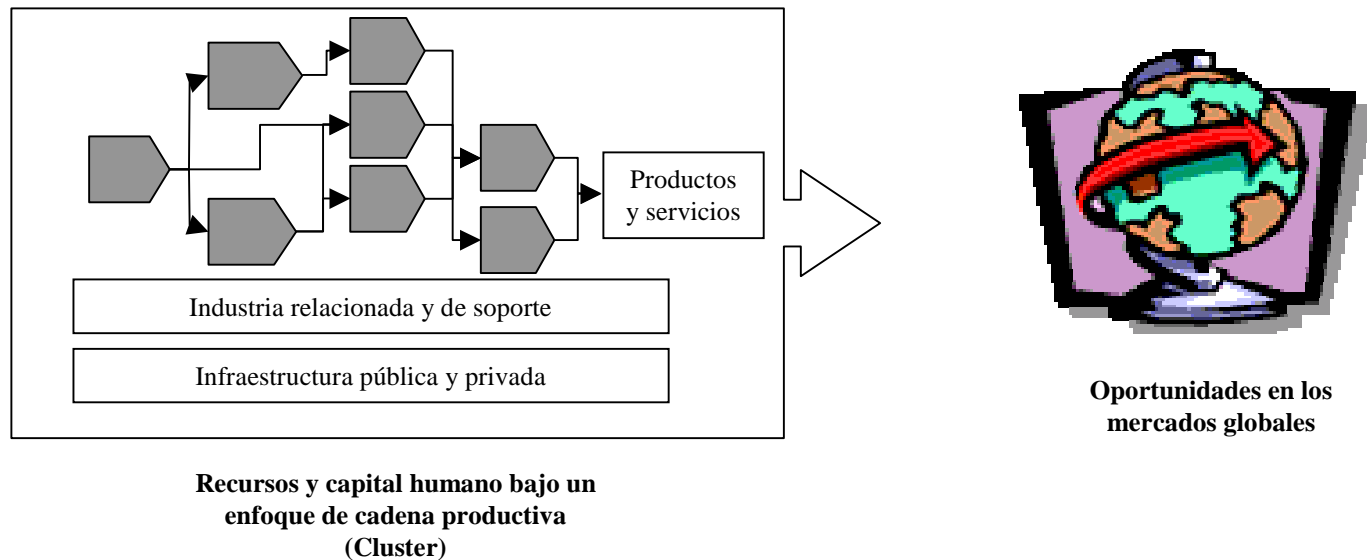 Productos
y servicios
Industria relacionada y de soporte
Infraestructura pública y privada
Recursos y capital humano bajo un
enfoque de cadena productiva
(Cluster)
Oportunidades en los
mercados globales